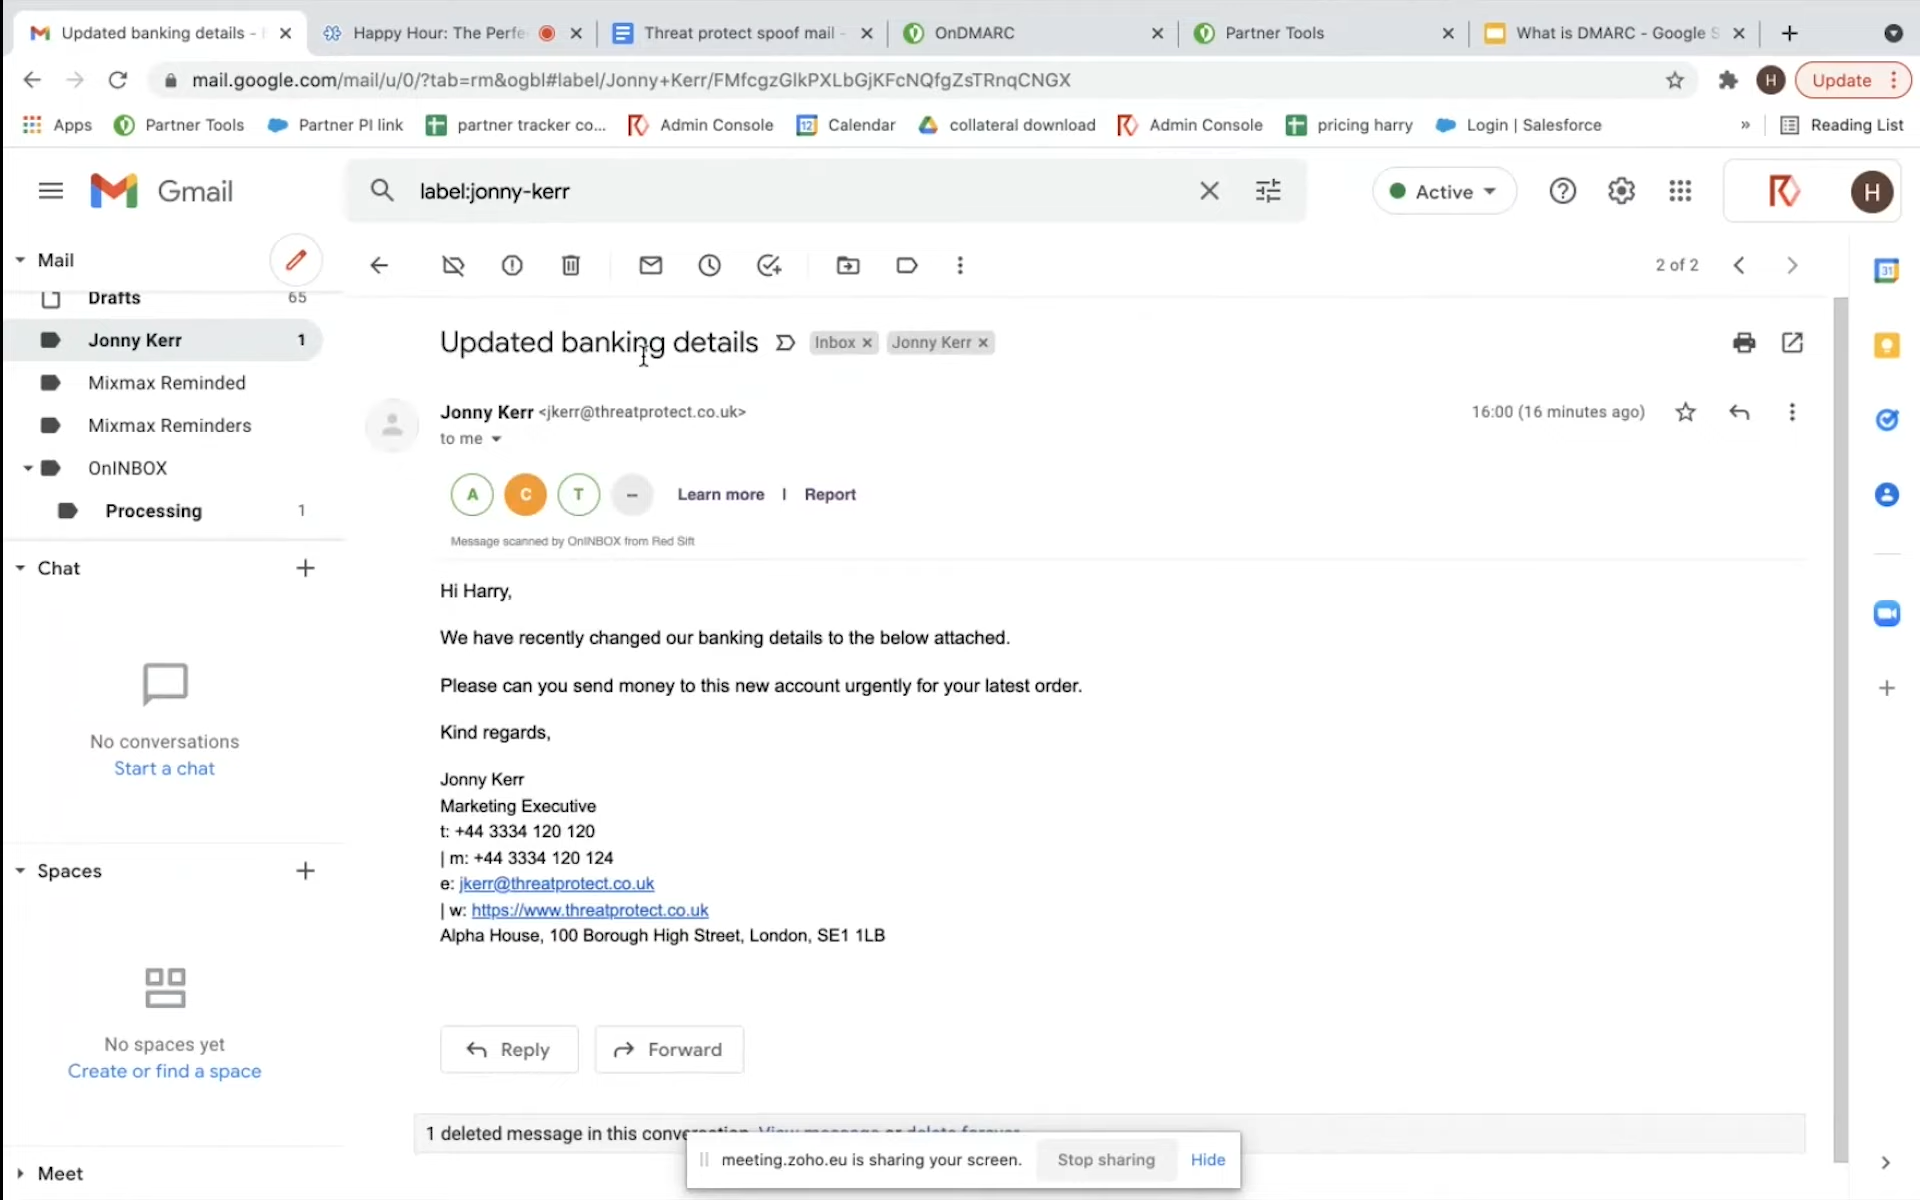 Updated banking details -
Happy Hour: The Perfe
Threat protect spoof mail -
OnDMARC
Partner Tools
What is DMARC - Google S
mail.google.com/mail/u/0/?tab=rm&ogbl#label/Jonny+Kerr/FMfcgzGlkPXLbGjKFcNQfgZsTRnqCNGX
H
Update
Apps
Partner Tools
Partner PI link
partner tracker co...
Admin Console
12
Calendar
collateral download
Admin Console
pricing harry
Login | Salesforce
»
Reading List
Gmail
label:jonny-kerr
Active
H
Mail
2 of 2
31
Drafts 65
Jonny Kerr 1
Mixmax Reminded
Mixmax Reminders
OnINBOX
Processing 1
Updated banking details
Inbox ×
Jonny Kerr ×
Jonny Kerr <jkerr@threatprotect.co.uk>
16:00 (16 minutes ago)
to me
A C T – Learn more | Report
Message scanned by OnINBOX from Red Sift
Hi Harry,
We have recently changed our banking details to the below attached.
Please can you send money to this new account urgently for your latest order.
Kind regards,
Jonny Kerr
Marketing Executive
t: +44 3334 120 120
| m: +44 3334 120 124
e: jkerr@threatprotect.co.uk
| w: https://www.threatprotect.co.uk
Alpha House, 100 Borough High Street, London, SE1 1LB
Chat
No conversations
Start a chat
Spaces
No spaces yet
Create or find a space
Meet
Reply
Forward
1 deleted message in this conversation. View message or delete forever
meeting.zoho.eu is sharing your screen.
Stop sharing
Hide